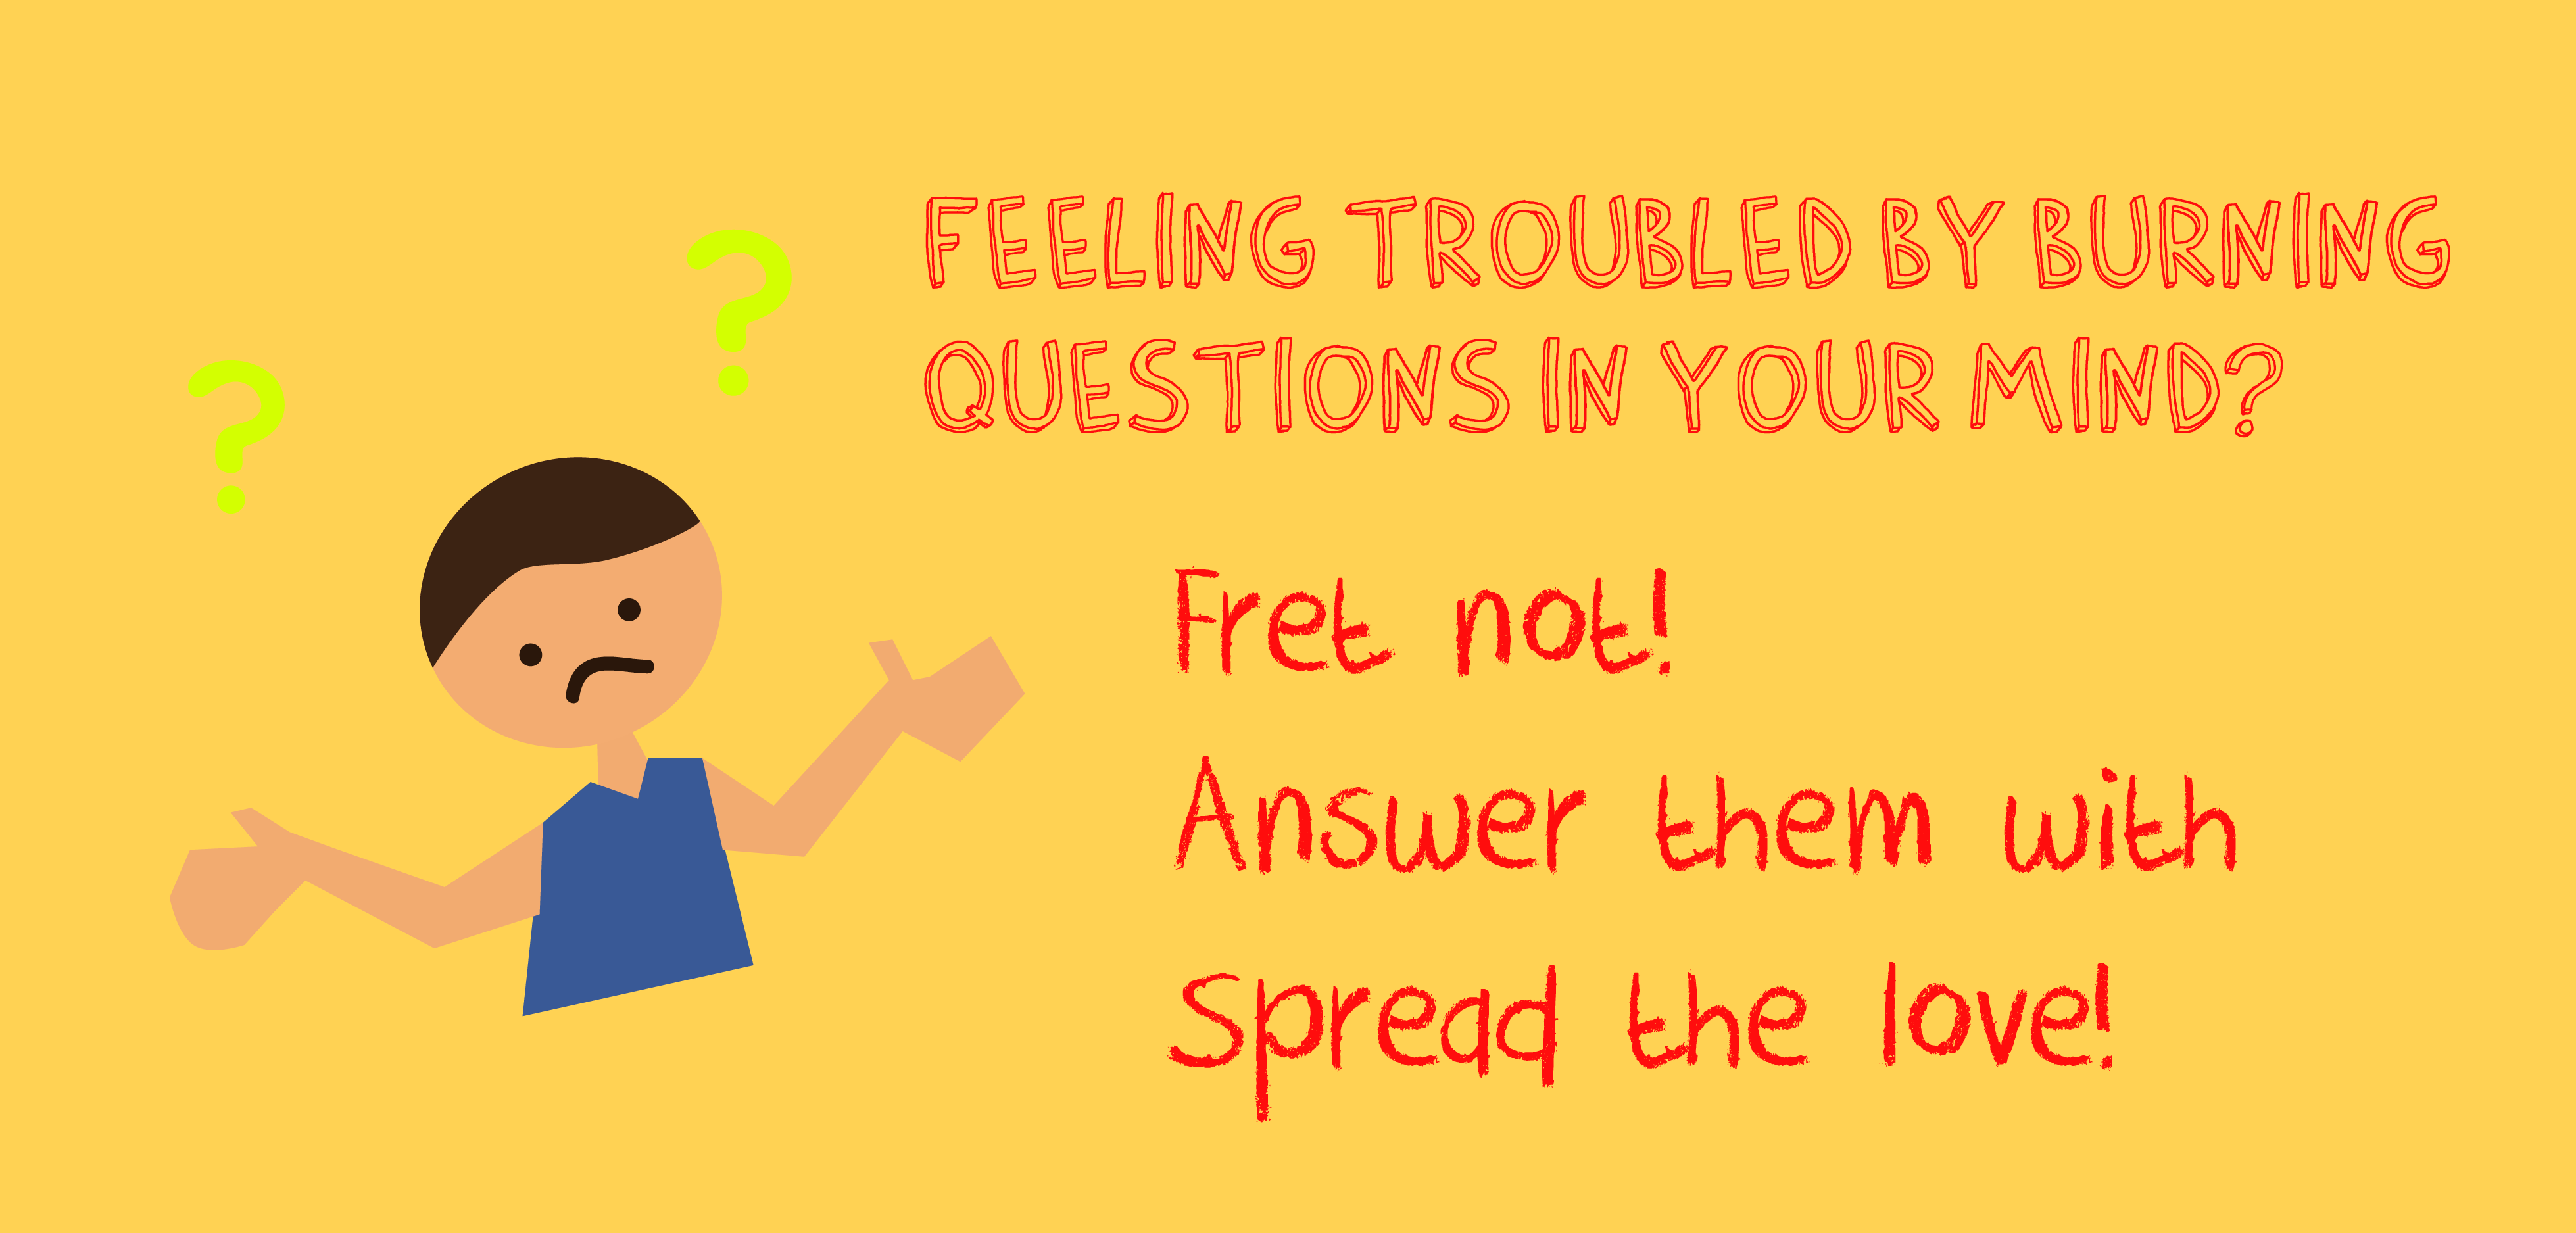 FEELING TROUBLED BY BURNING
QUESTIONS IN YOUR MIND?
Fret not!
Answer them with
Spread the love!
? 
?